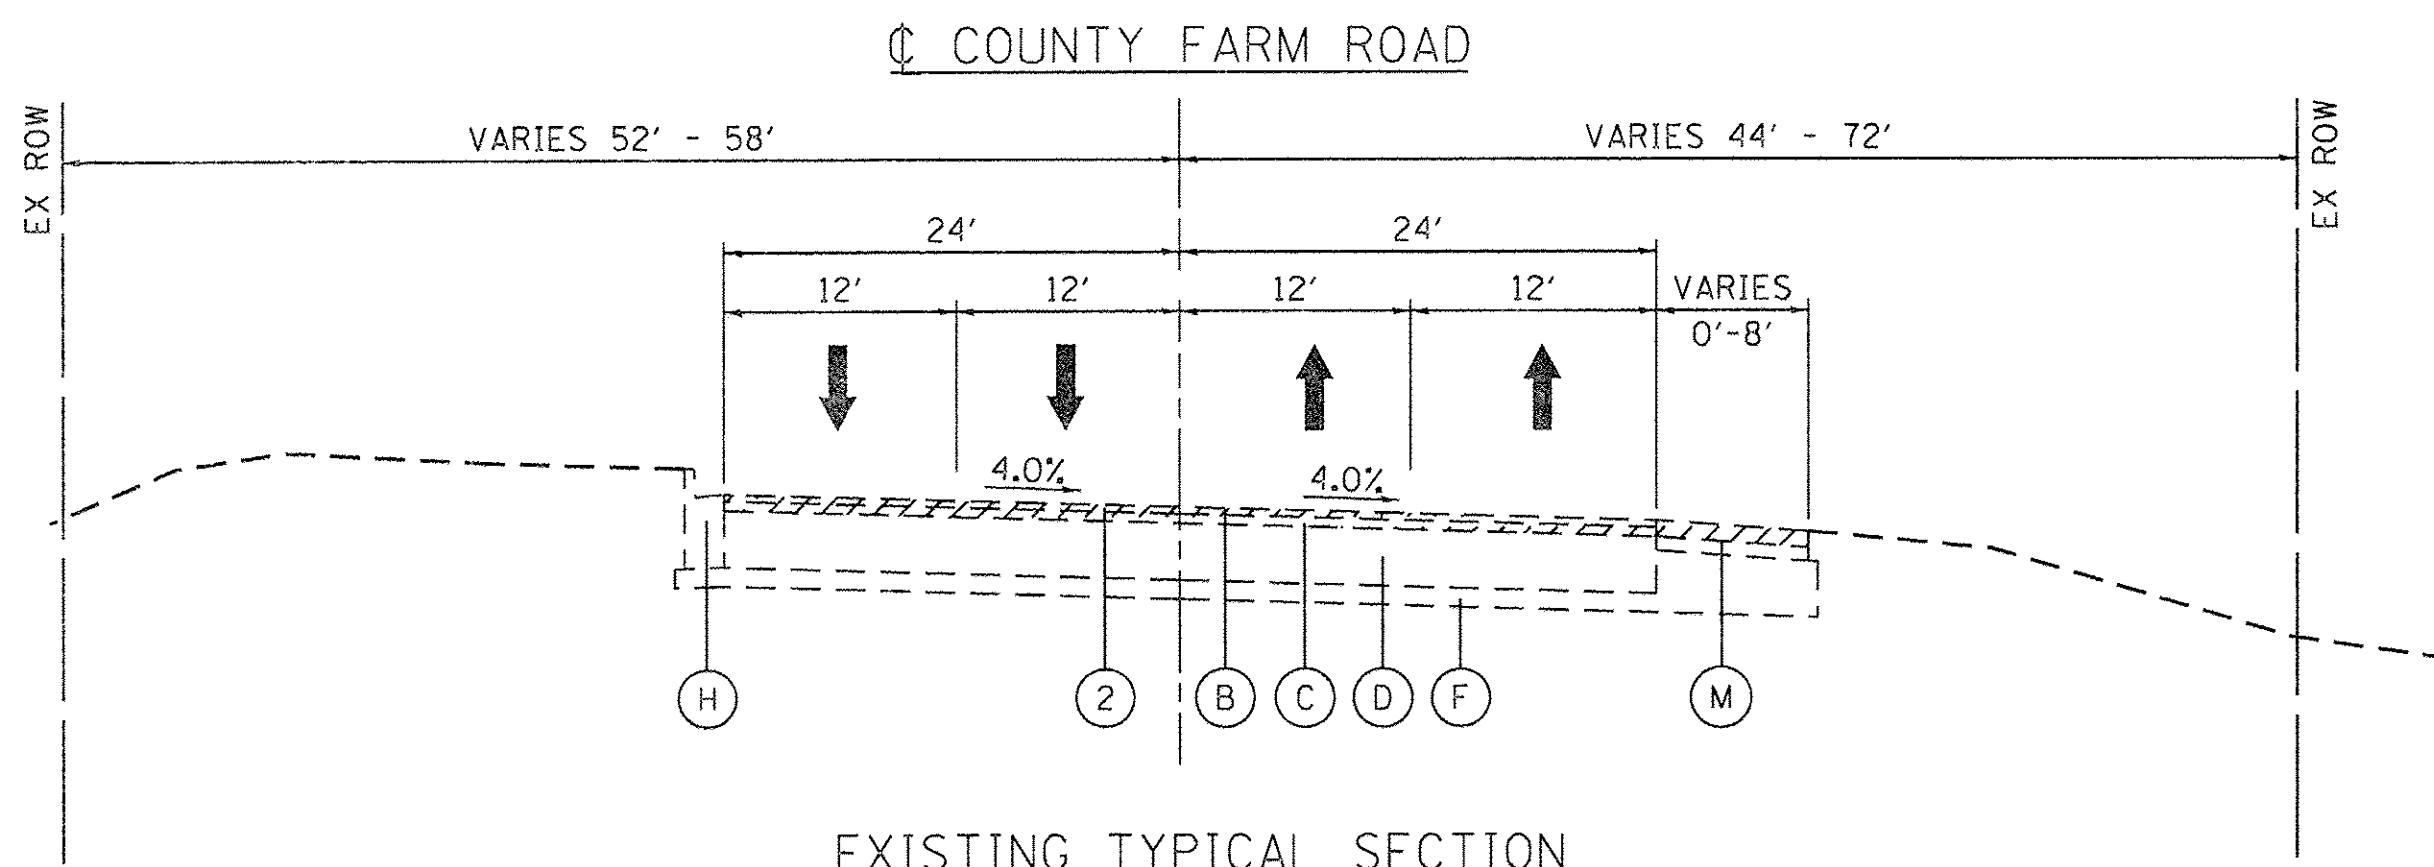 ℄ COUNTY FARM ROAD
EX ROW
VARIES 52' - 58'
VARIES 44' - 72'
EX ROW
24'
24'
12'
12'
12'
12'
VARIES
0'-8'
4.0%
4.0%
H
2
B
C
D
F
M
EXISTING TYPICAL SECTION